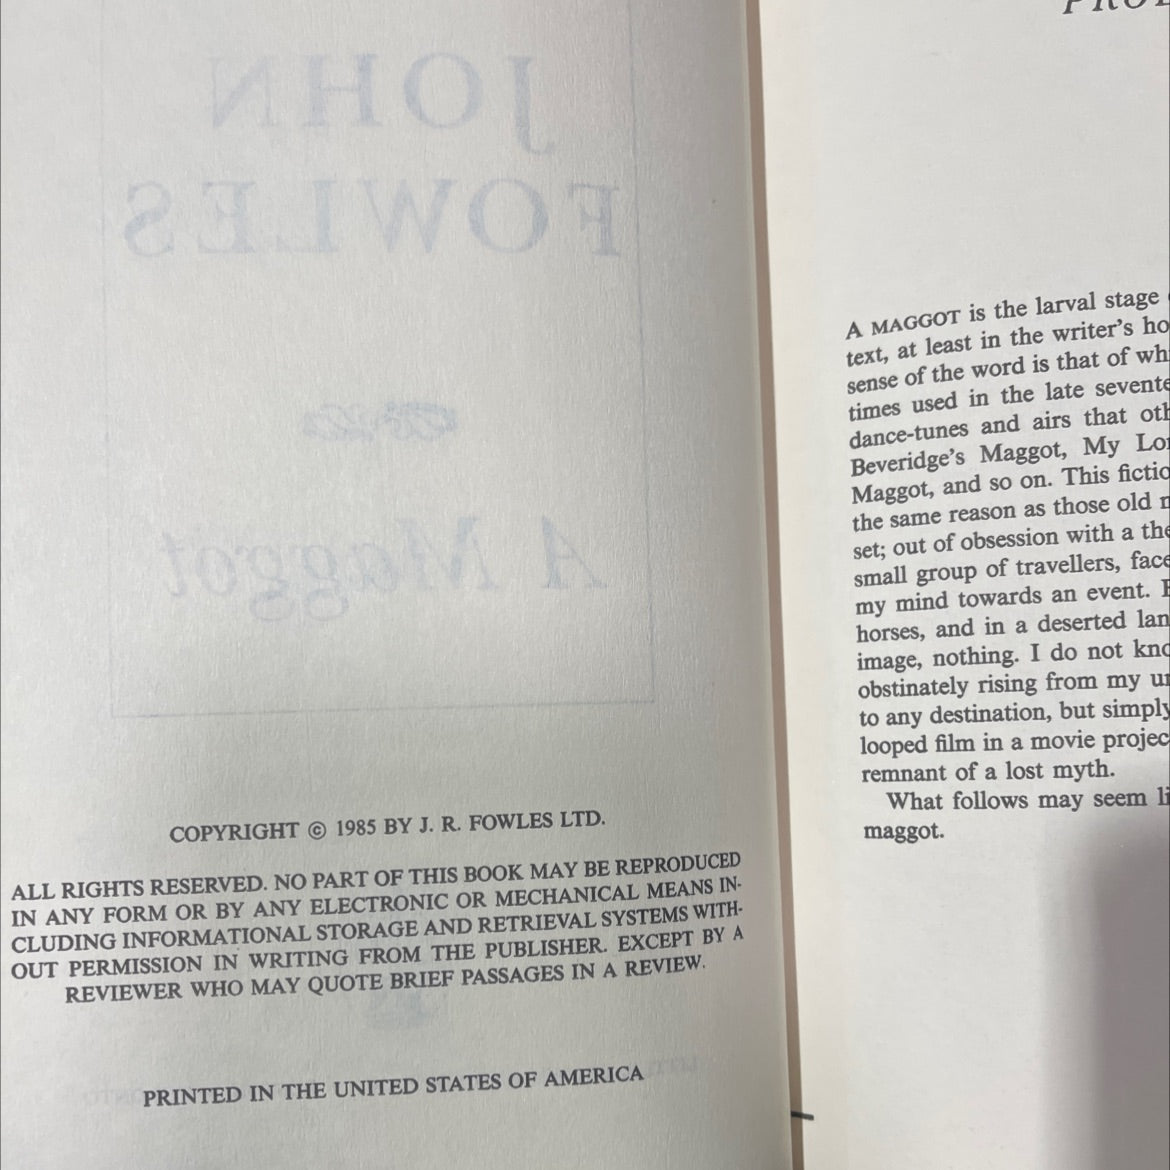 JOHN
FOWLES
A Maggot
COPYRIGHT © 1985 BY J. R. FOWLES LTD.
ALL RIGHTS RESERVED. NO PART OF THIS BOOK MAY BE REPRODUCED
IN ANY FORM OR BY ANY ELECTRONIC OR MECHANICAL MEANS IN-
CLUDING INFORMATIONAL STORAGE AND RETRIEVAL SYSTEMS WITH-
OUT PERMISSION IN WRITING FROM THE PUBLISHER. EXCEPT BY A
REVIEWER WHO MAY QUOTE BRIEF PASSAGES IN A REVIEW.
PRINTED IN THE UNITED STATES OF AMERICA
A MAGGOT is the larval stage
text, at least in the writer's ho
sense of the word is that of wh
times used in the late sevente
dance-tunes and airs that oth
Beveridge's Maggot, My Lor
Maggot, and so on. This fictio
the same reason as those old
set; out of obsession with a the
small group of travellers, face
my mind towards an event.
horses, and in a deserted lan
image, nothing. I do not kno
obstinately rising from my un
to any destination, but simply
looped film in a movie projec
remnant of a lost myth.
What follows may seem li
maggot.